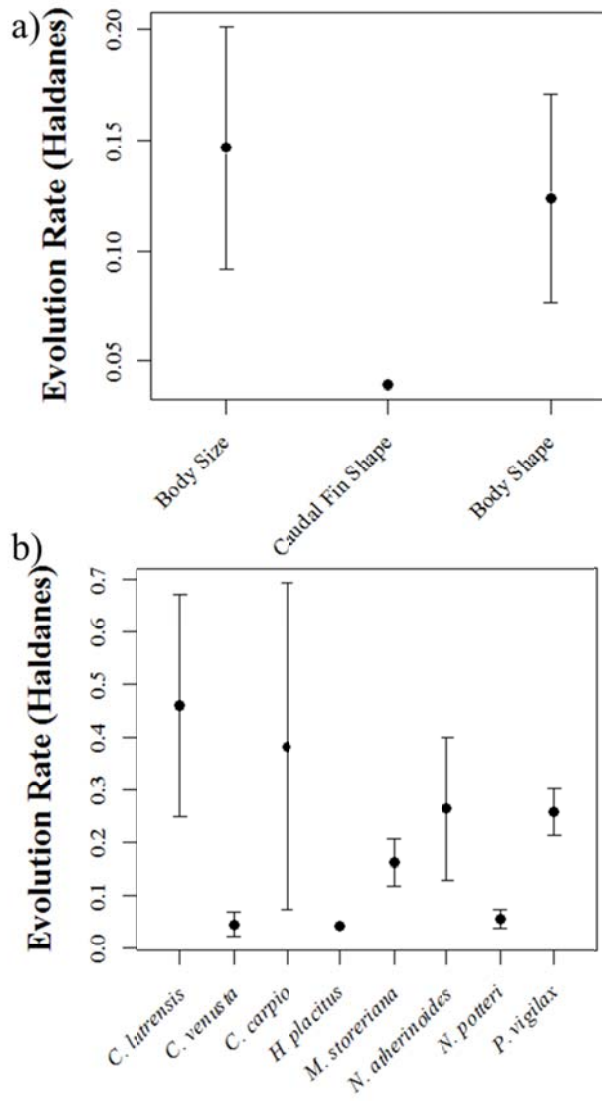 a)
Evolution Rate (Haldanes)
0.20
0.15
0.10
0.05
Body Size
Caudal Fin Shape
Body Shape
b)
Evolution Rate (Haldanes)
0.7
0.6
0.5
0.4
0.3
0.2
0.1
0.0
C. lutrensis
C. venusta
C. carpio
H. placitus
M. storeriana
N. atherinoides
N. potteri
P. vigilax